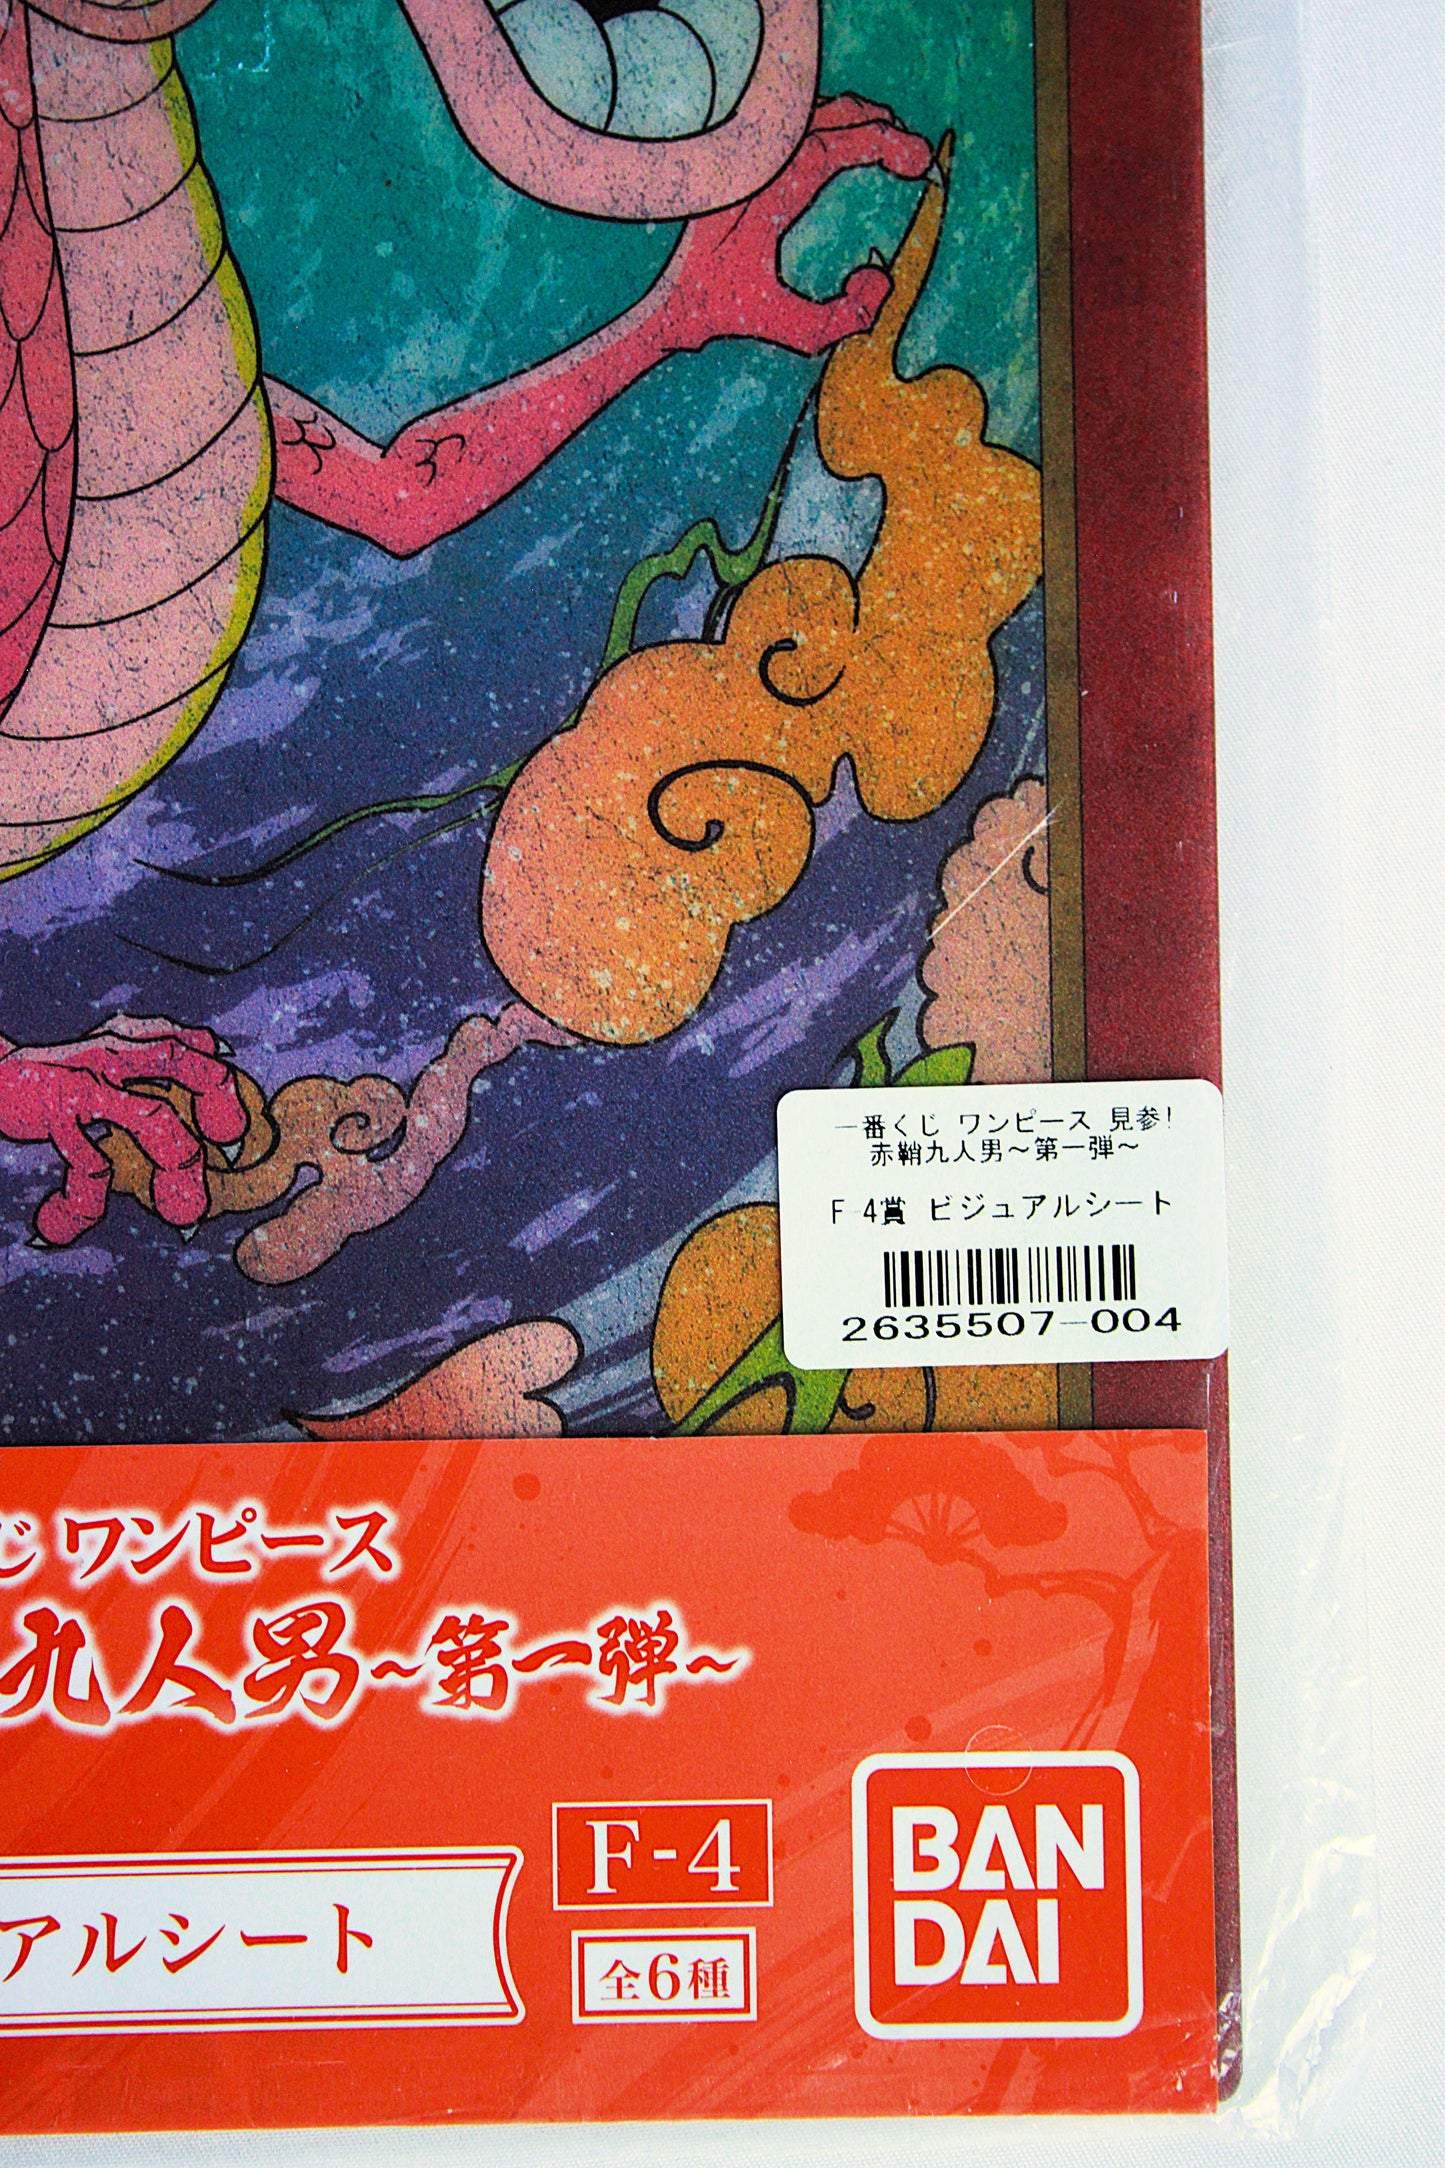 一番くじ ワンピース 見参!
赤鞘九人男～第一弾～
F-4賞 ビジュアルシート
2635507-004
じ ワンピース
九人男～第一弾～
F-4
アルシート
全6種
BAN
DAI